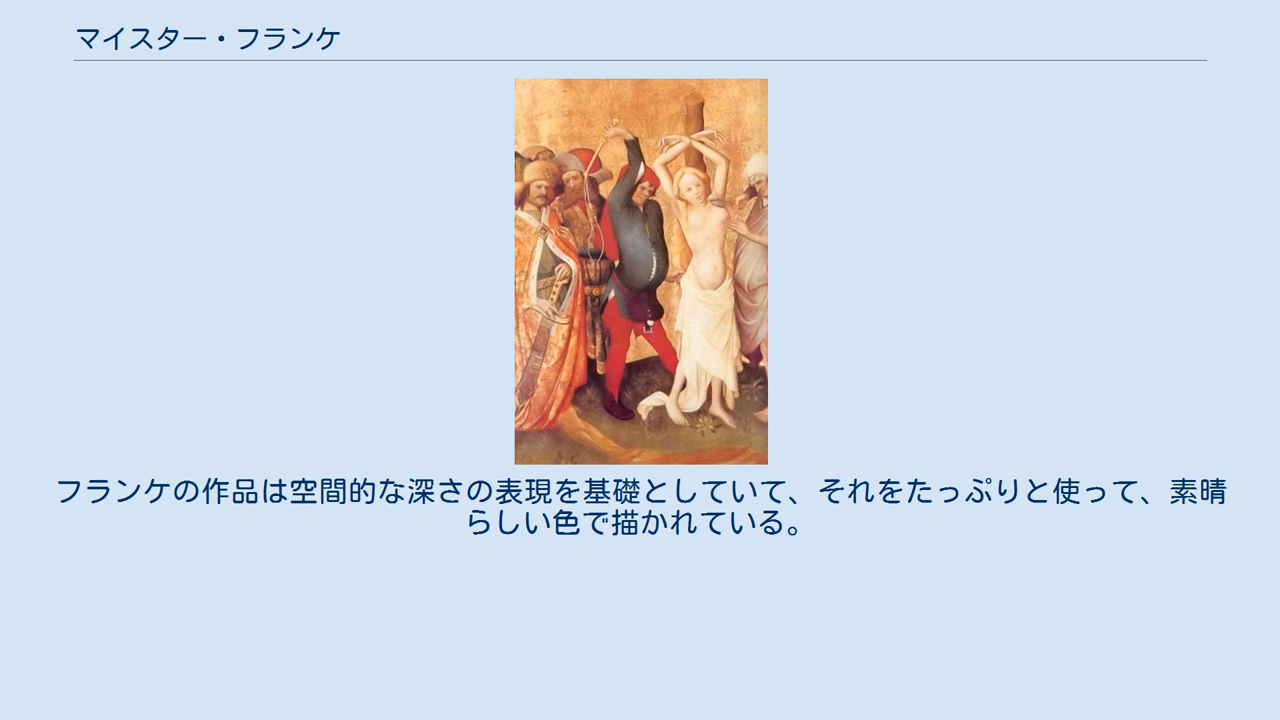 マイスター・フランケ
フランケの作品は空間的な深さの表現を基礎としていて、それをたっぷりと使って、素晴
らしい色で描かれている。